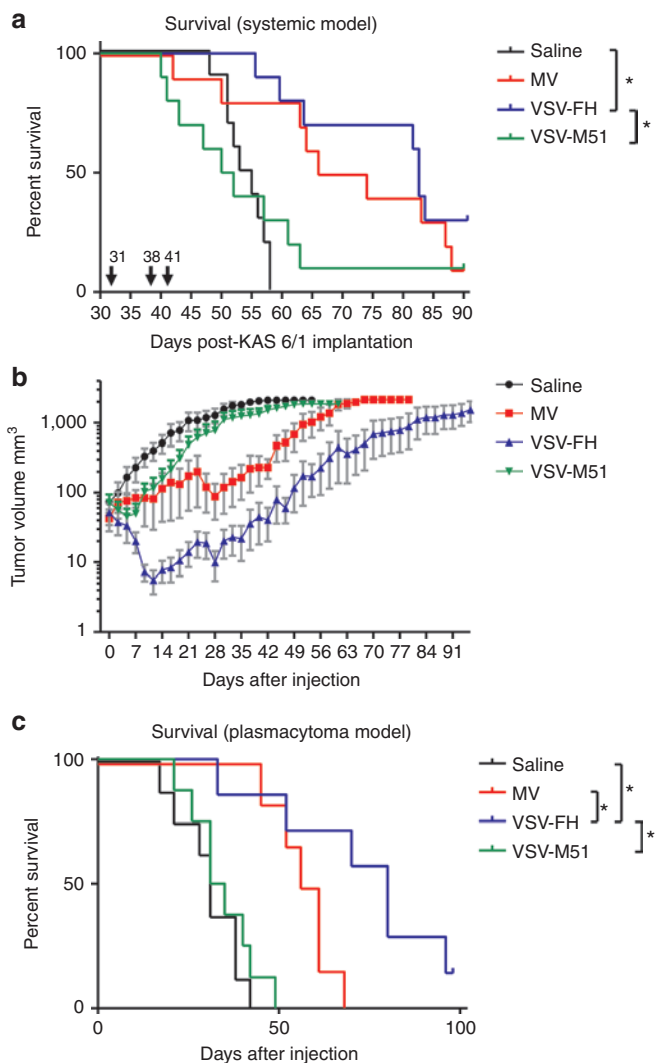 a
Survival (systemic model)
100
50
0
Percent survival
31 38 41
30 35 40 45 50 55 60 65 70 75 80 85 90
Days post-KAS 6/1 implantation
Saline
MV
VSV-FH
VSV-M51
*
*
b
1,000
100
10
1
Tumor volume mm³
0 7 14 21 28 35 42 49 56 63 70 77 84 91
Days after injection
Saline
MV
VSV-FH
VSV-M51
c
Survival (plasmacytoma model)
100
50
0
Percent survival
0 50 100
Days after injection
Saline
MV
VSV-FH
VSV-M51
*
*
*